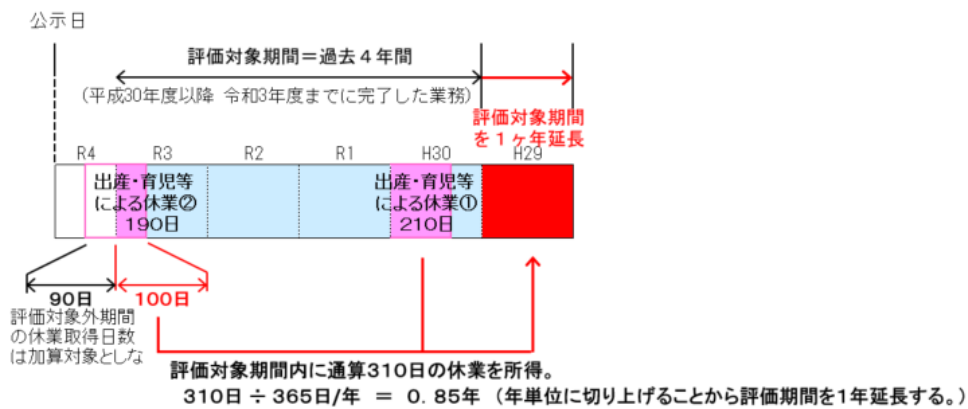 公示日
評価対象期間＝過去４年間
（平成30年度以降 令和3年度までに完了した業務）
評価対象期間
を１ヶ年延長
R4 R3 R2 R1 H30 H29
出産・育児等
による休業②
190日
出産・育児等
による休業①
210日
90日
100日
評価対象外期間
の休業取得日数
は加算対象としな
評価対象期間内に通算310日の休業を所得。
310日 ÷ 365日/年 ＝ 0. 85年 （年単位に切り上げることから評価期間を1年延長する。）